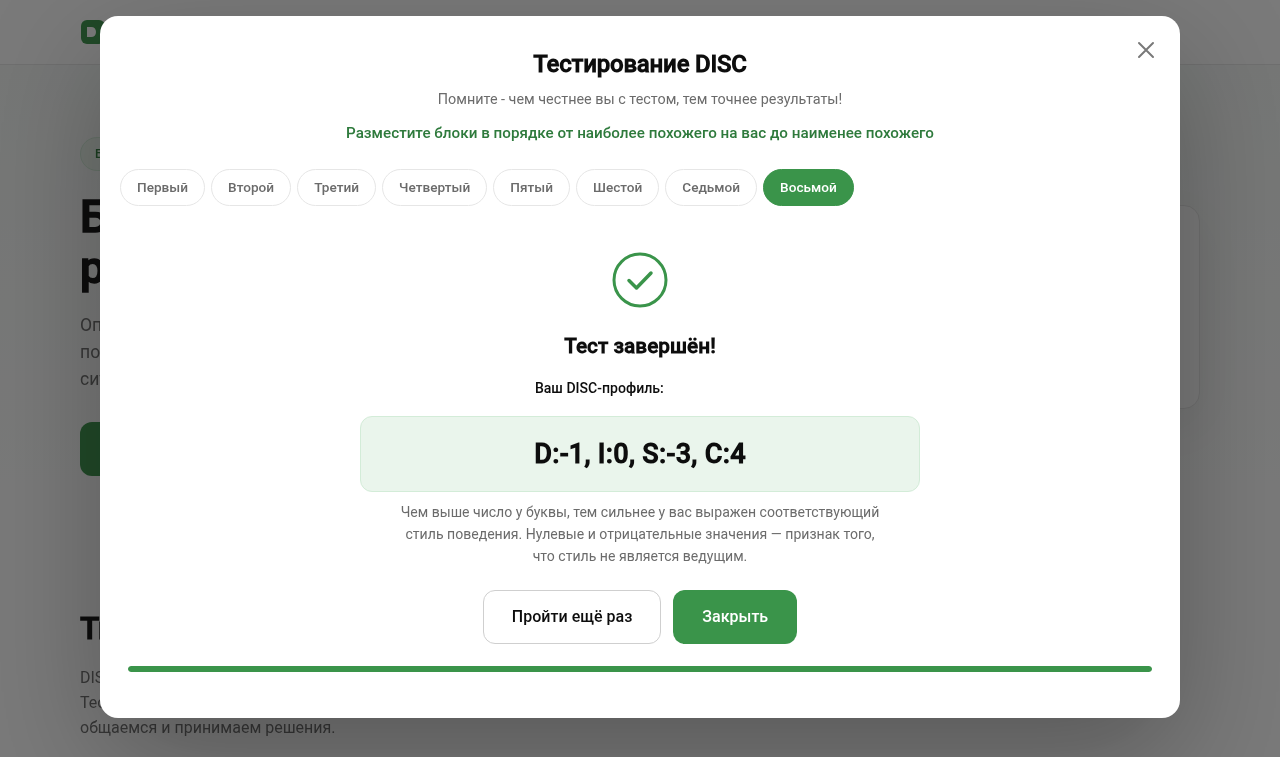 Тестирование DISC
Помните - чем честнее вы с тестом, тем точнее результаты!
Разместите блоки в порядке от наиболее похожего на вас до наименее похожего
Первый
Второй
Третий
Четвертый
Пятый
Шестой
Седьмой
Восьмой
Тест завершён!
Ваш DISC-профиль:
D:-1, I:0, S:-3, C:4
Чем выше число у буквы, тем сильнее у вас выражен соответствующий
стиль поведения. Нулевые и отрицательные значения — признак того,
что стиль не является ведущим.
Пройти ещё раз
Закрыть
общаемся и принимаем решения.